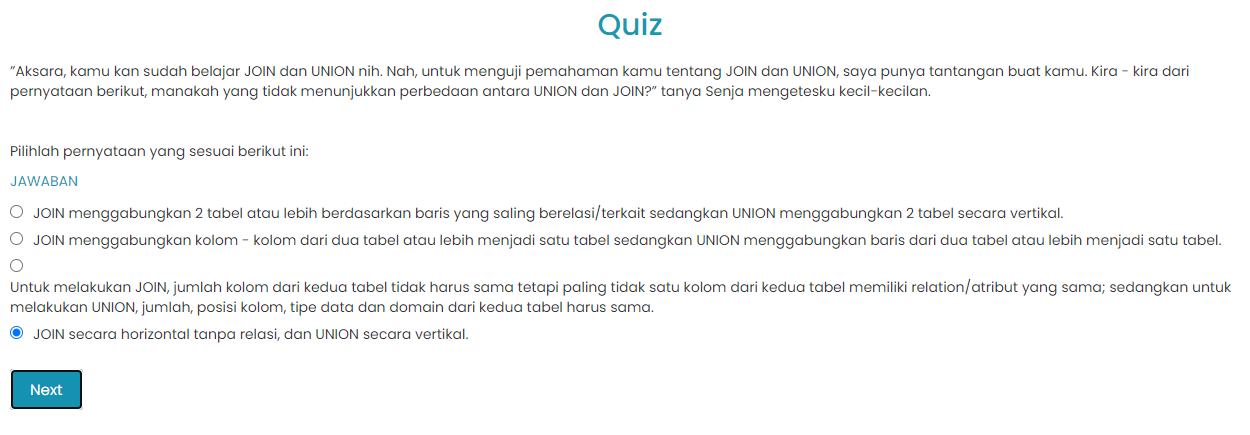 Quiz
"Aksara, kamu kan sudah belajar JOIN dan UNION nih. Nah, untuk menguji pemahaman kamu tentang JOIN dan UNION, saya punya tantangan buat kamu. Kira - kira dari
pernyataan berikut, manakah yang tidak menunjukkan perbedaan antara UNION dan JOIN?" tanya Senja mengetesku kecil-kecilan.
Pilihlah pernyataan yang sesuai berikut ini:
JAWABAN
JOIN menggabungkan 2 tabel atau lebih berdasarkan baris yang saling berelasi/terkait sedangkan UNION menggabungkan 2 tabel secara vertikal.
JOIN menggabungkan kolom - kolom dari dua tabel atau lebih menjadi satu tabel sedangkan UNION menggabungkan baris dari dua tabel atau lebih menjadi satu tabel.
Untuk melakukan JOIN, jumlah kolom dari kedua tabel tidak harus sama tetapi paling tidak satu kolom dari kedua tabel memiliki relation/atribut yang sama; sedangkan untuk
melakukan UNION, jumlah, posisi kolom, tipe data dan domain dari kedua tabel harus sama.
JOIN secara horizontal tanpa relasi, dan UNION secara vertikal.
Next